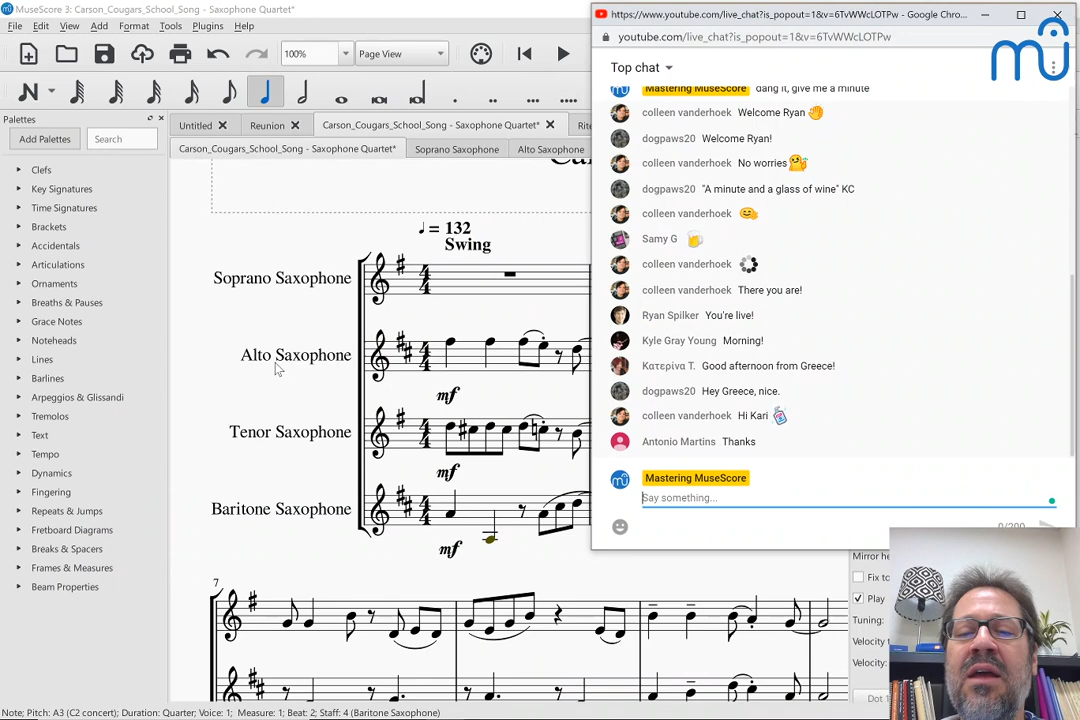 MuseScore 3: Carson_Cougars_School_Song - Saxophone Quartet*
File Edit View Add Format Tools Plugins Help
100% Page View
Palettes
Add Palettes Search
Clefs
Key Signatures
Time Signatures
Brackets
Accidentals
Articulations
Ornaments
Breaths & Pauses
Grace Notes
Noteheads
Lines
Barlines
Arpeggios & Glissandi
Tremolos
Text
Tempo
Dynamics
Fingering
Repeats & Jumps
Fretboard Diagrams
Breaks & Spacers
Frames & Measures
Beam Properties
Untitled Reunion Carson_Cougars_School_Song - Saxophone Quartet*
Carson_Cougars_School_Song - Saxophone Quartet* Soprano Saxophone Alto Saxophone
= 132
Swing
Soprano Saxophone
Alto Saxophone
mf
Tenor Saxophone
mf
Baritone Saxophone
mf
7
https://www.youtube.com/live_chat?is_popout=1&v=6TvWWcLOTPw - Google Chro...
youtube.com/live_chat?is_popout=1&v=6TvWWcLOTPw
Top chat
Mastering MuseScore dang it, give me a minute
colleen vanderhoek Welcome Ryan
dogpaws20 Welcome Ryan!
colleen vanderhoek No worries
dogpaws20 "A minute and a glass of wine" KC
colleen vanderhoek
Samy G
colleen vanderhoek
colleen vanderhoek There you are!
Ryan Spilker You're live!
Kyle Gray Young Morning!
Κατερίνα Τ. Good afternoon from Greece!
dogpaws20 Hey Greece, nice.
colleen vanderhoek Hi Kari
Antonio Martins Thanks
Mastering MuseScore
Say something...
0/200
Mirror he
Fix to
Play
Tuning:
Velocity t
Velocity:
Dot 1
Note; Pitch: A3 (C2 concert); Duration: Quarter; Voice: 1; Measure: 1; Beat: 2; Staff: 4 (Baritone Saxophone)